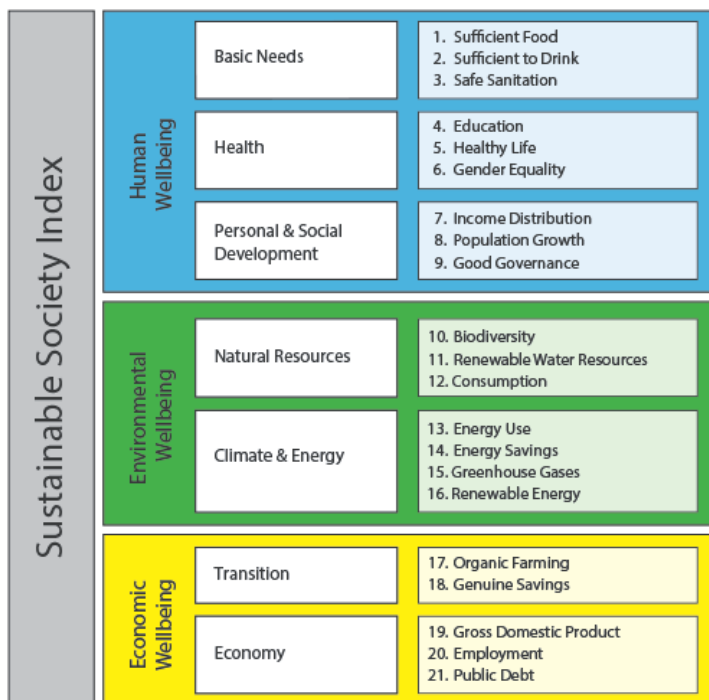 Sustainable Society Index
Human
Wellbeing
Basic Needs
1. Sufficient Food
2. Sufficient to Drink
3. Safe Sanitation
Health
4. Education
5. Healthy Life
6. Gender Equality
Personal & Social
Development
7. Income Distribution
8. Population Growth
9. Good Governance
Environmental
Wellbeing
Natural Resources
10. Biodiversity
11. Renewable Water Resources
12. Consumption
Climate & Energy
13. Energy Use
14. Energy Savings
15. Greenhouse Gases
16. Renewable Energy
Economic
Wellbeing
Transition
17. Organic Farming
18. Genuine Savings
Economy
19. Gross Domestic Product
20. Employment
21. Public Debt